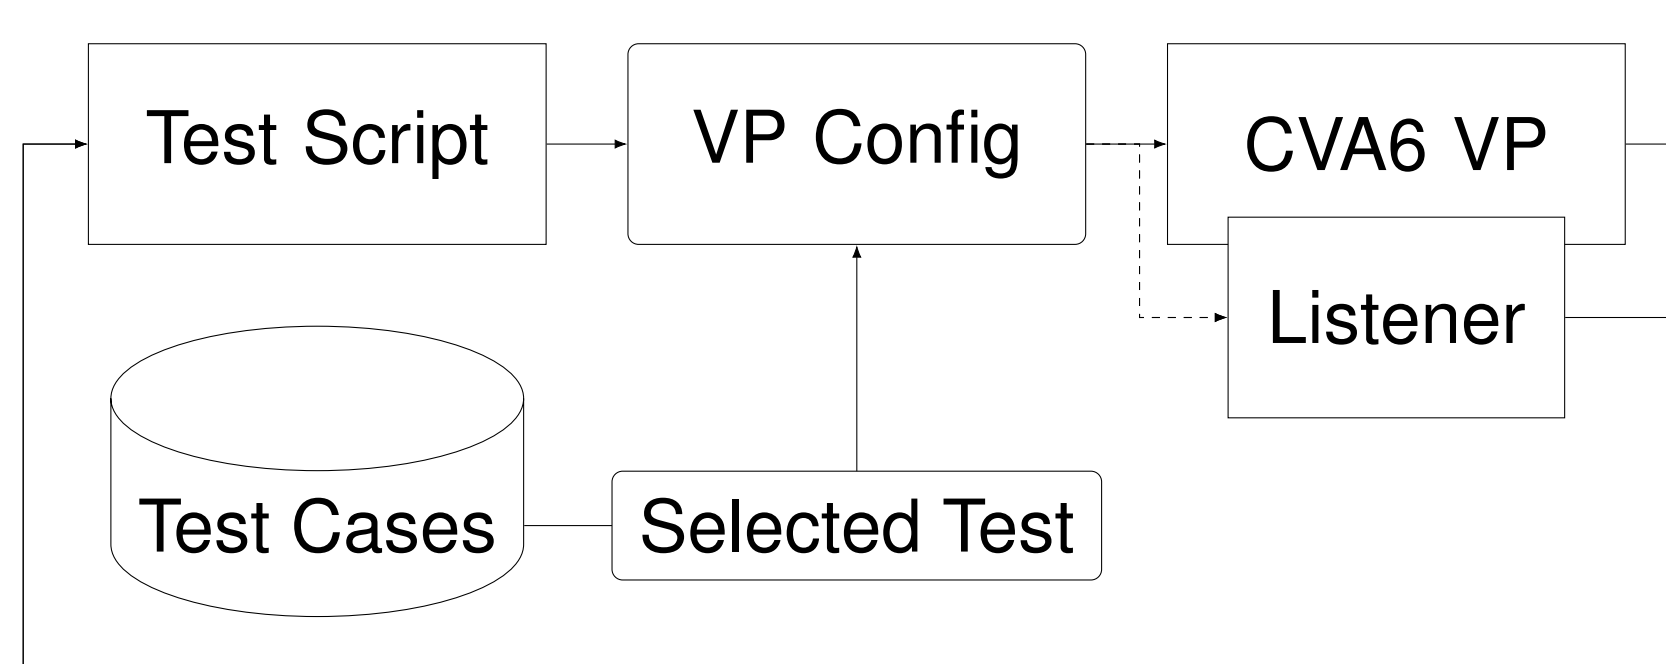 Test Script
VP Config
CVA6 VP
Listener
Test Cases
Selected Test